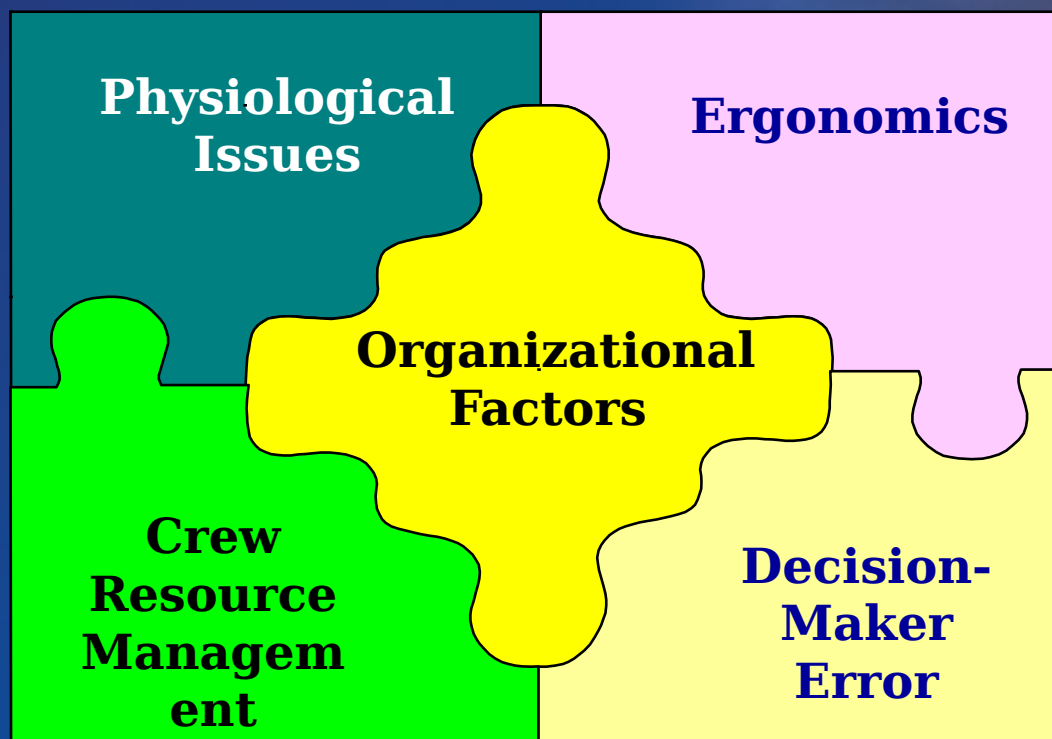 Physiological
Issues
Ergonomics
Organizational
Factors
Crew
Resource
Managem
ent
Decision-
Maker
Error